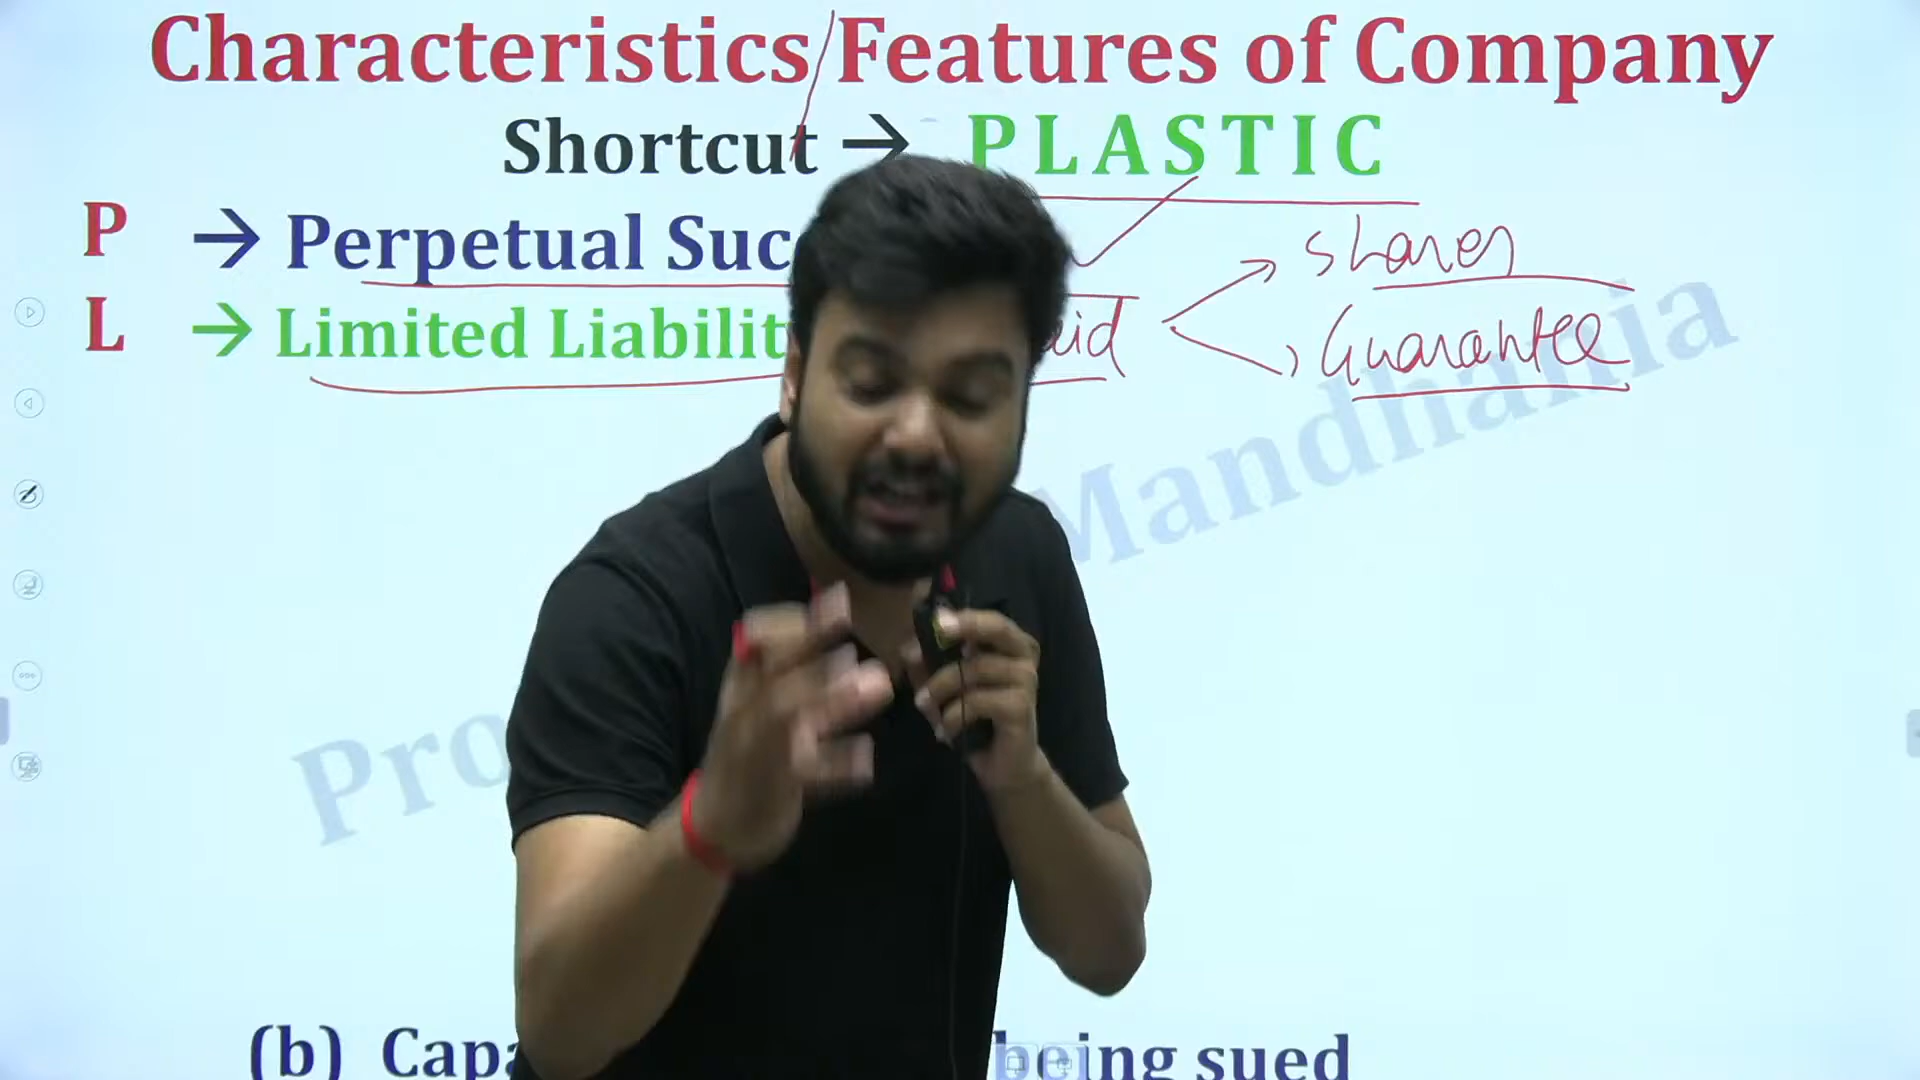 Characteristics/Features of Company
Shortcut → PLASTIC
P → Perpetual Suc
L → Limited Liabilit
Shares
Guarantee
Mandhania
Pro
(b) Capa being sued